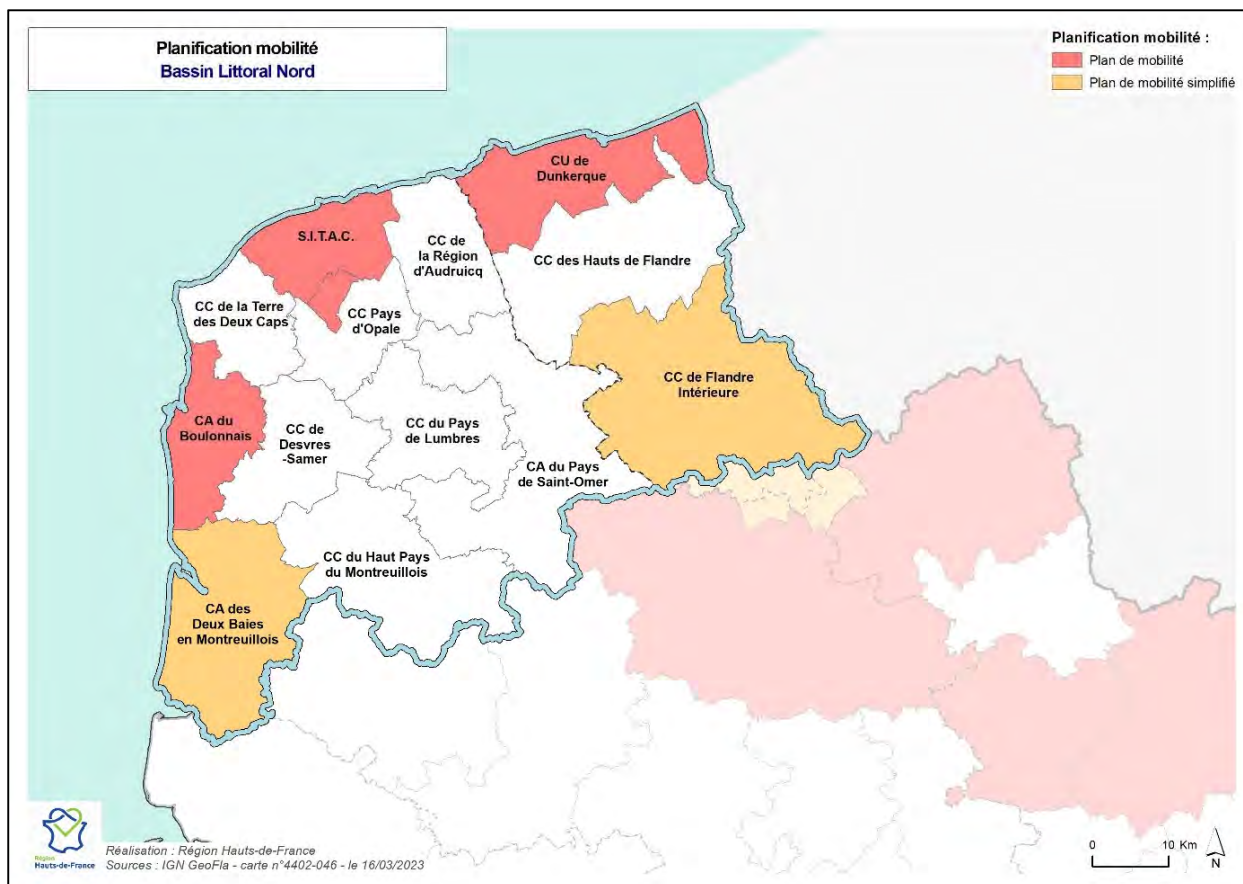 Planification mobilité
Bassin Littoral Nord
Planification mobilité :
Plan de mobilité
Plan de mobilité simplifié
CU de
Dunkerque
S.I.T.A.C.
CC de
la Région
d'Audruicq
CC des Hauts de Flandre
CC de la Terre
des Deux Caps
CC Pays
d'Opale
CC de Flandre
Intérieure
CA du
Boulonnais
CC de
Desvres
-Samer
CC du Pays
de Lumbres
CA du Pays
de Saint-Omer
CC du Haut Pays
du Montreuillois
CA des
Deux Baies
en Montreuillois
Région
Hauts-de-France
Réalisation : Région Hauts-de-France
Sources : IGN GeoFla - carte n°4402-046 - le 16/03/2023
0 10 Km
N